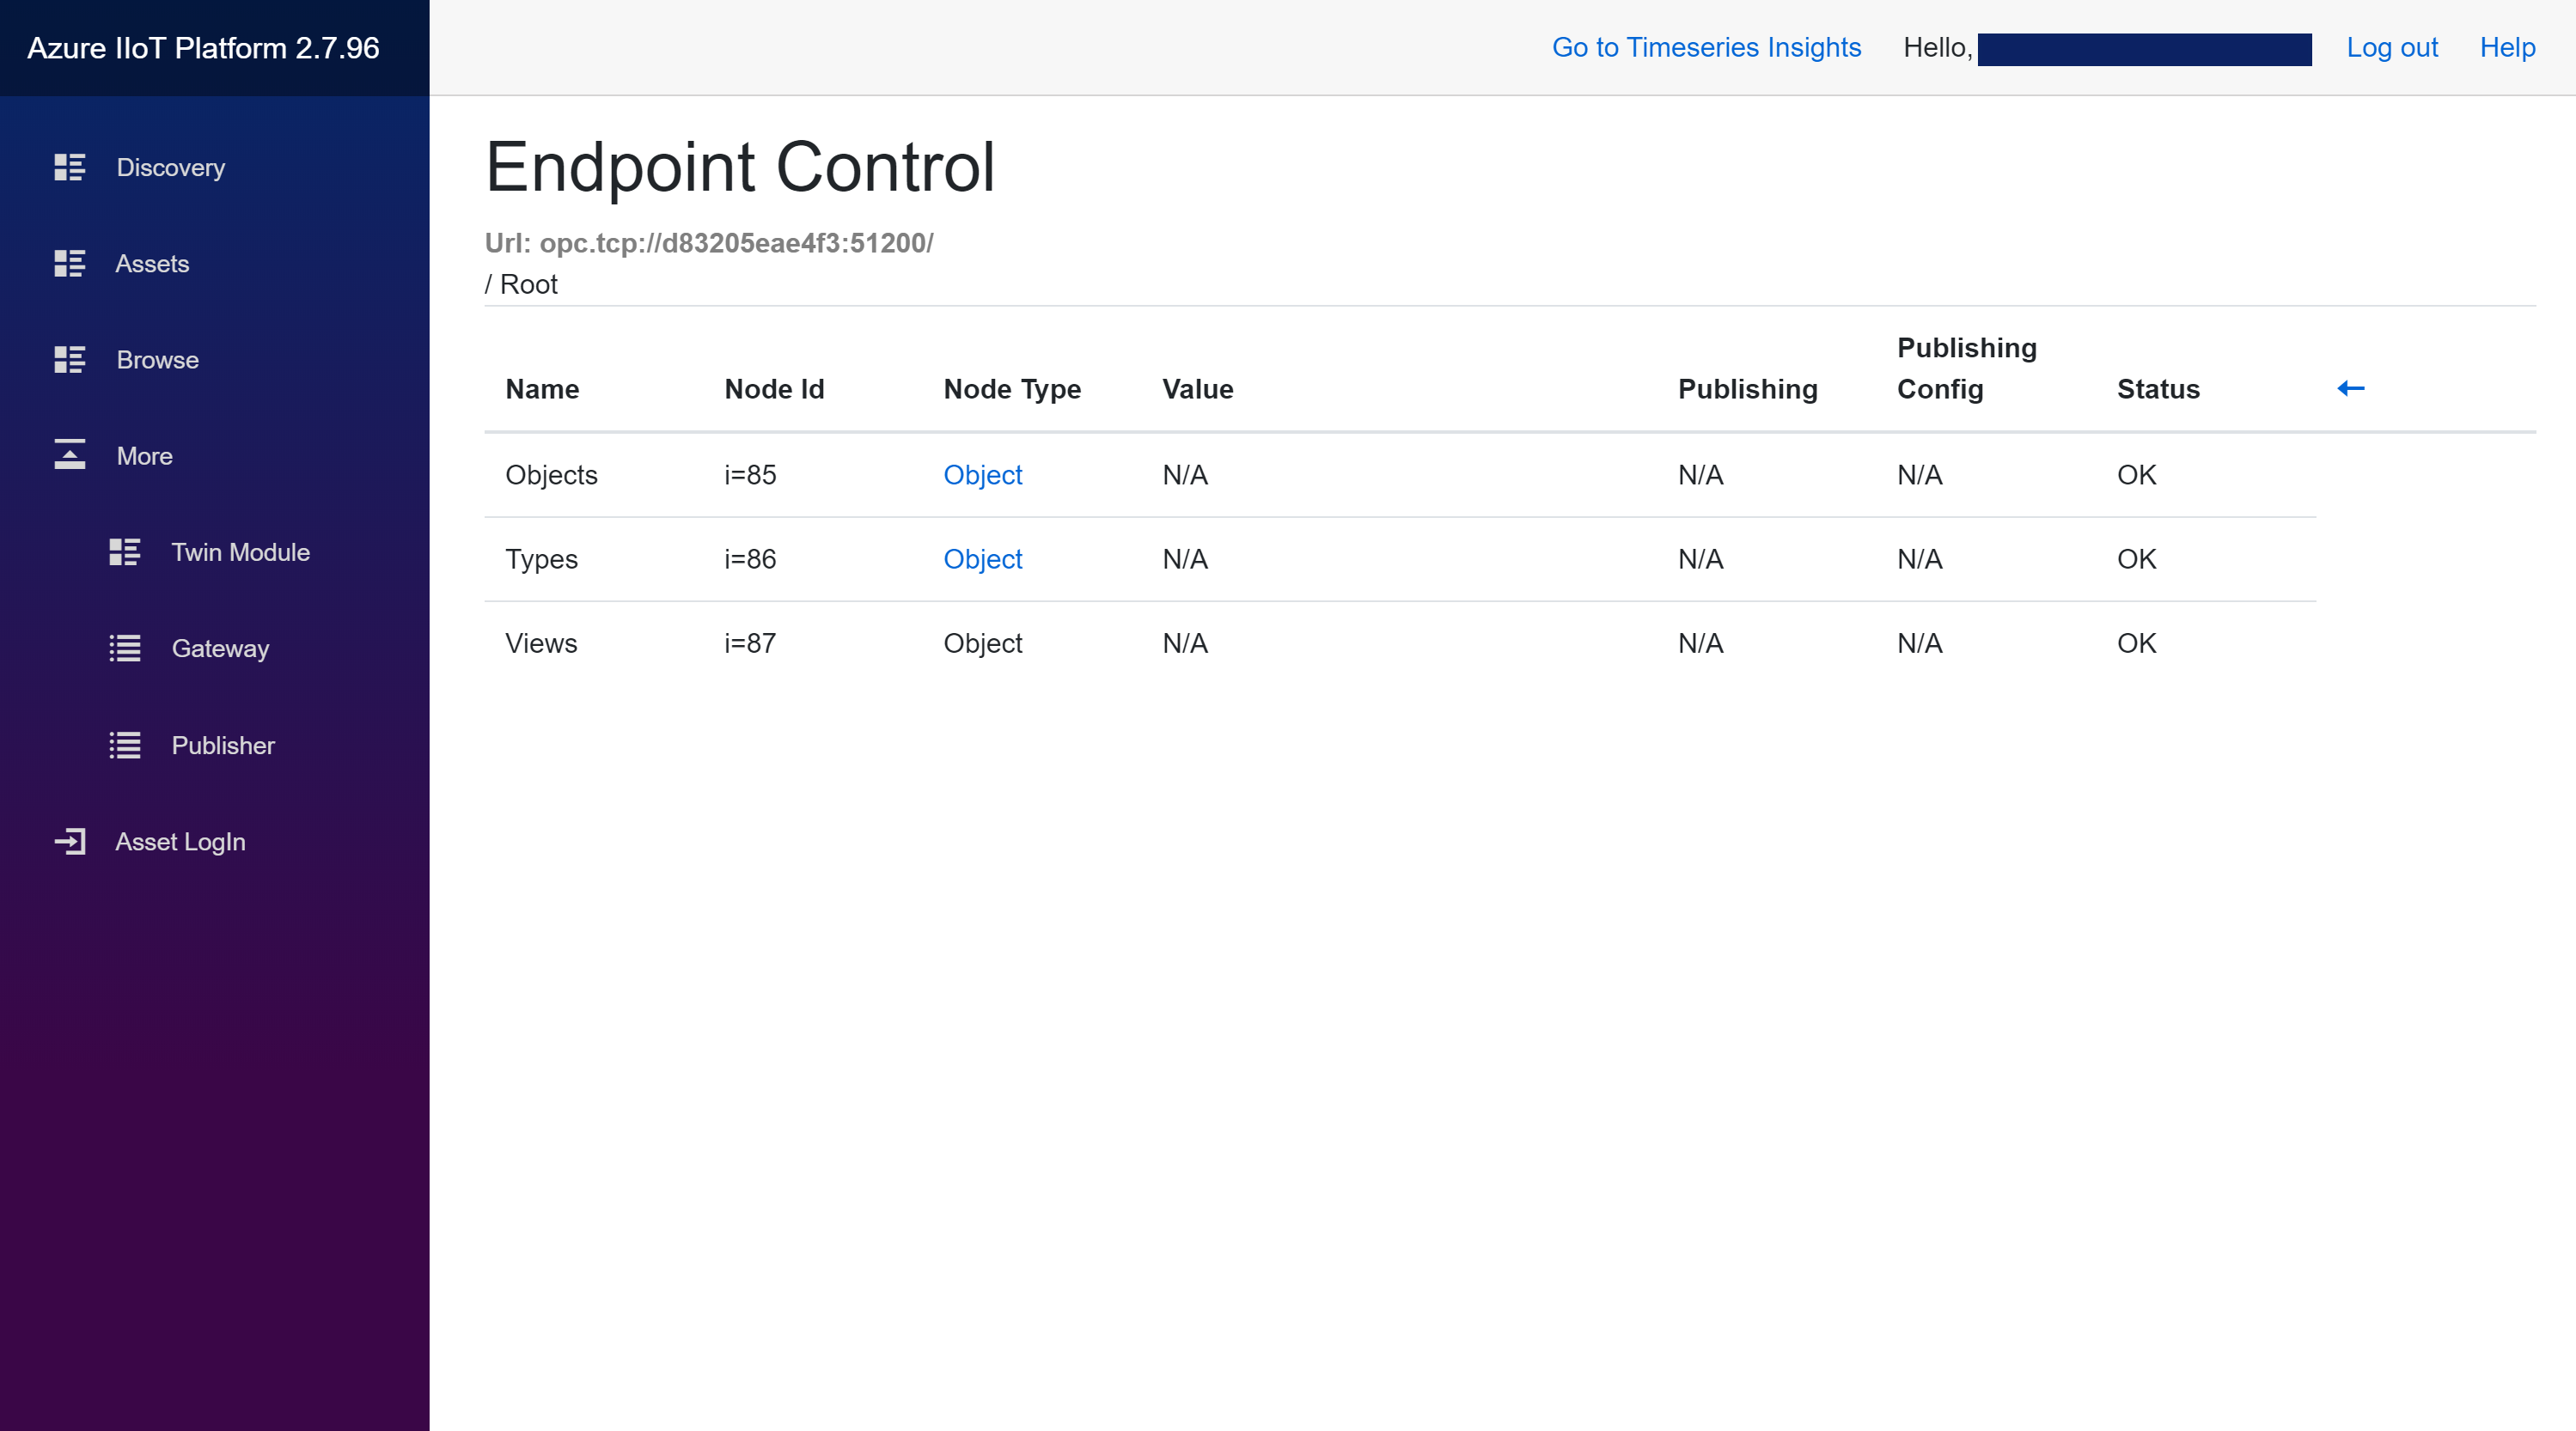 Azure IIoT Platform 2.7.96
Go to Timeseries Insights Hello, Log out Help
Discovery
Assets
Browse
More
Twin Module
Gateway
Publisher
Asset LogIn
Endpoint Control
Url: opc.tcp://d83205eae4f3:51200/
/ Root
Name Node Id Node Type Value Publishing Publishing Config Status
Objects i=85 Object N/A N/A N/A OK
Types i=86 Object N/A N/A N/A OK
Views i=87 Object N/A N/A N/A OK